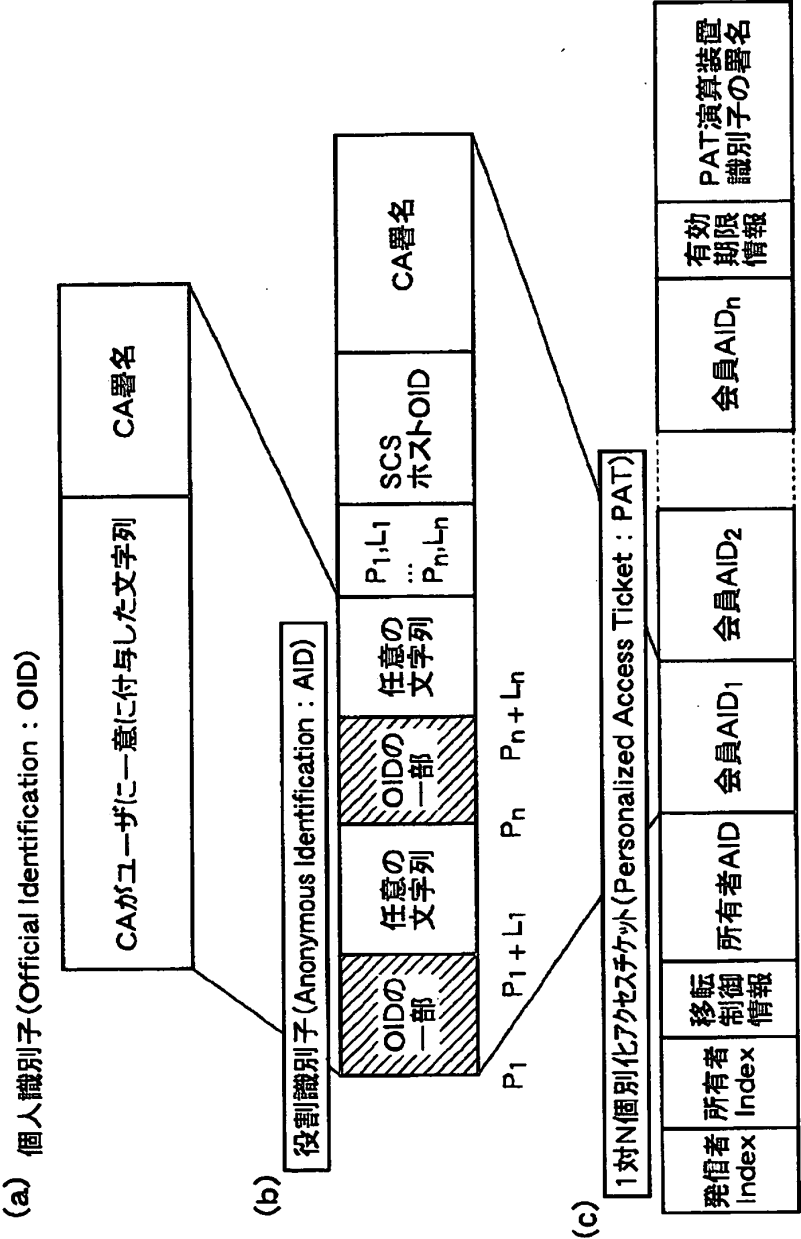 (a) 個人識別子(Official Identification : OID)
CAがユーザに一意に付与した文字列
CA署名
(b)
役割識別子(Anonymous Identification : AID)
OIDの
一部
任意の
文字列
OIDの
一部
任意の
文字列
P1,L1
...
Pn,Ln
SCS
ホストOID
CA署名
P1
P1+L1
Pn
Pn+Ln
(c)
1対N個別化アクセスチケット(Personalized Access Ticket : PAT)
発信者
Index
所有者
Index
移転
制御
情報
所有者AID
会員AID1
会員AID2
会員AIDn
有効
期限
情報
PAT演算装置
識別子の署名